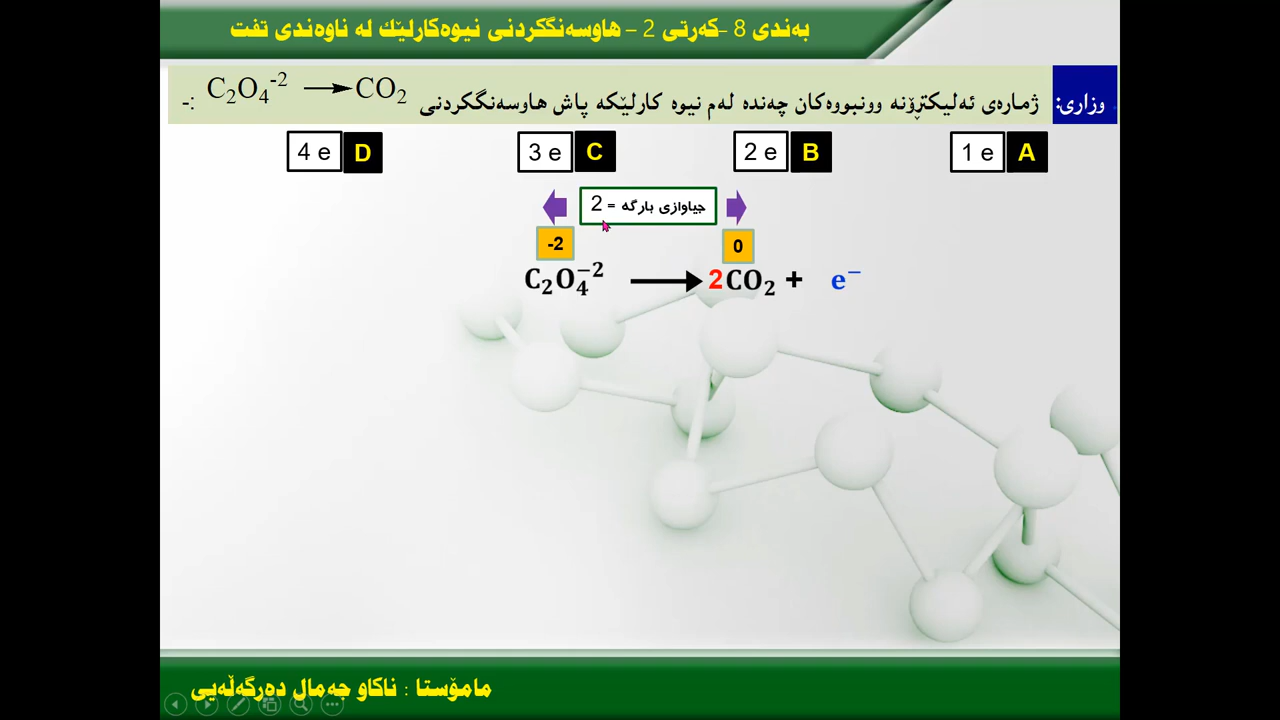 بەندی 8 –کەرتی 2 – هاوسەنگکردنی نیوەکارلێك لە ناوەندی تفت
وزاری: ژمارەی ئەلیکترۆنە وونبووەکان چەندە لەم نیوە کارلێکە پاش هاوسەنگکردنی C₂O₄⁻² ⟶ CO₂ :-
A 1 e B 2 e C 3 e D 4 e
جیاوازی بارگە = 2
-2 0
C₂O₄⁻² ⟶ 2CO₂ + e⁻
مامۆستا : ناکاو جەمال دەرگەڵەیی